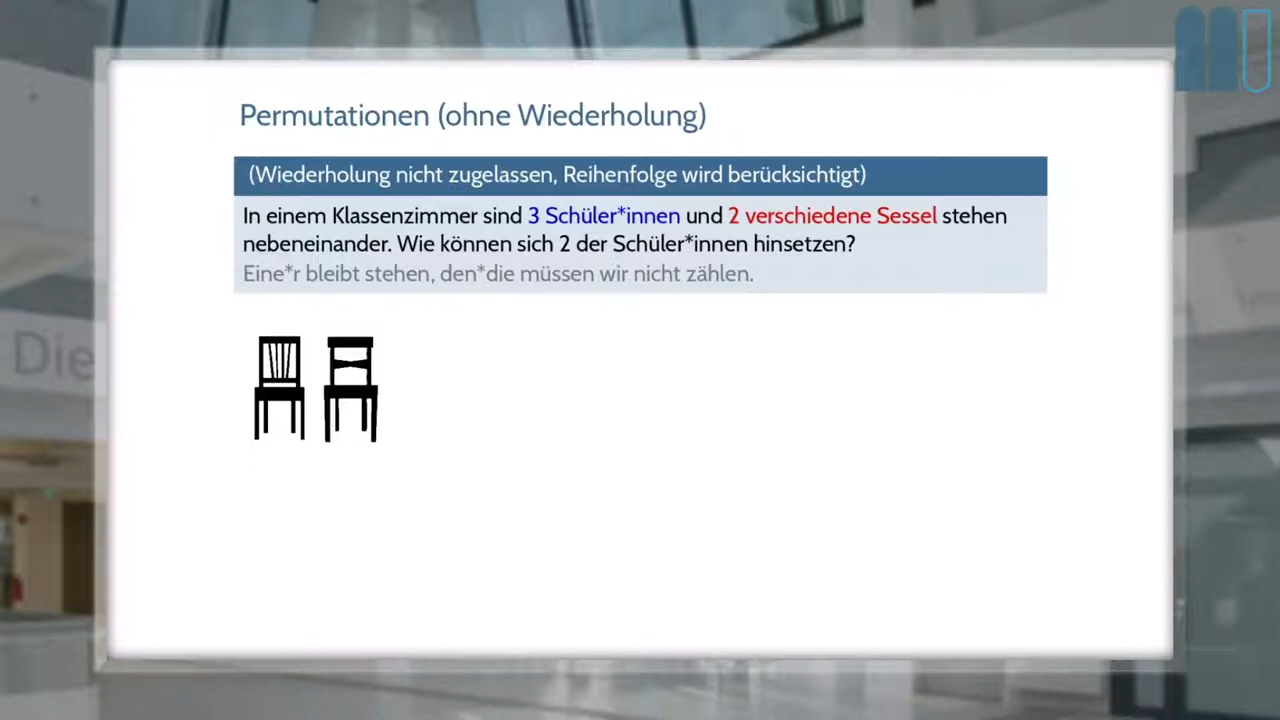 Permutationen (ohne Wiederholung)
(Wiederholung nicht zugelassen, Reihenfolge wird berücksichtigt)
In einem Klassenzimmer sind 3 Schüler*innen und 2 verschiedene Sessel stehen
nebeneinander. Wie können sich 2 der Schüler*innen hinsetzen?
Eine*r bleibt stehen, den*die müssen wir nicht zählen.
Die